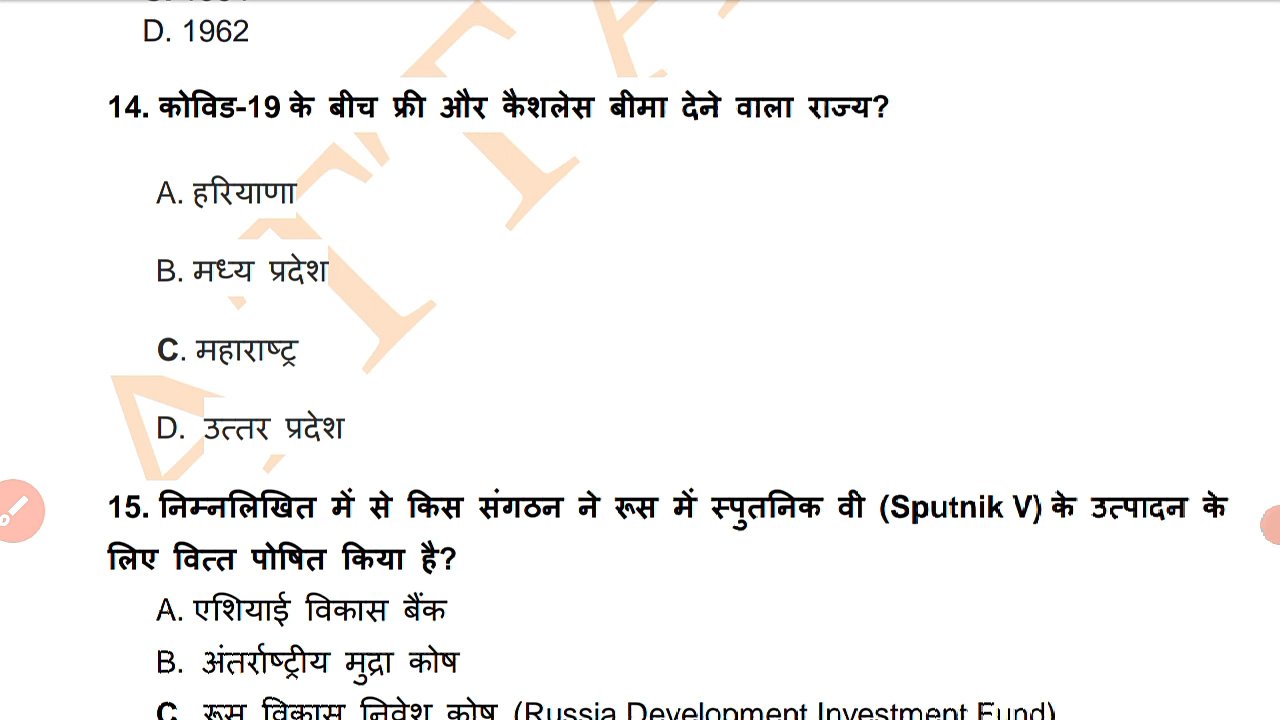 D. 1962
14. कोविड-19 के बीच फ्री और कैशलेस बीमा देने वाला राज्य?
A. हरियाणा
B. मध्य प्रदेश
C. महाराष्ट्र
D. उत्तर प्रदेश
15. निम्नलिखित में से किस संगठन ने रूस में स्पुतनिक वी (Sputnik V) के उत्पादन के
लिए वित्त पोषित किया है?
A. एशियाई विकास बैंक
B. अंतर्राष्ट्रीय मुद्रा कोष
C. रूस विकास निवेश कोष (Russia Development Investment Fund)